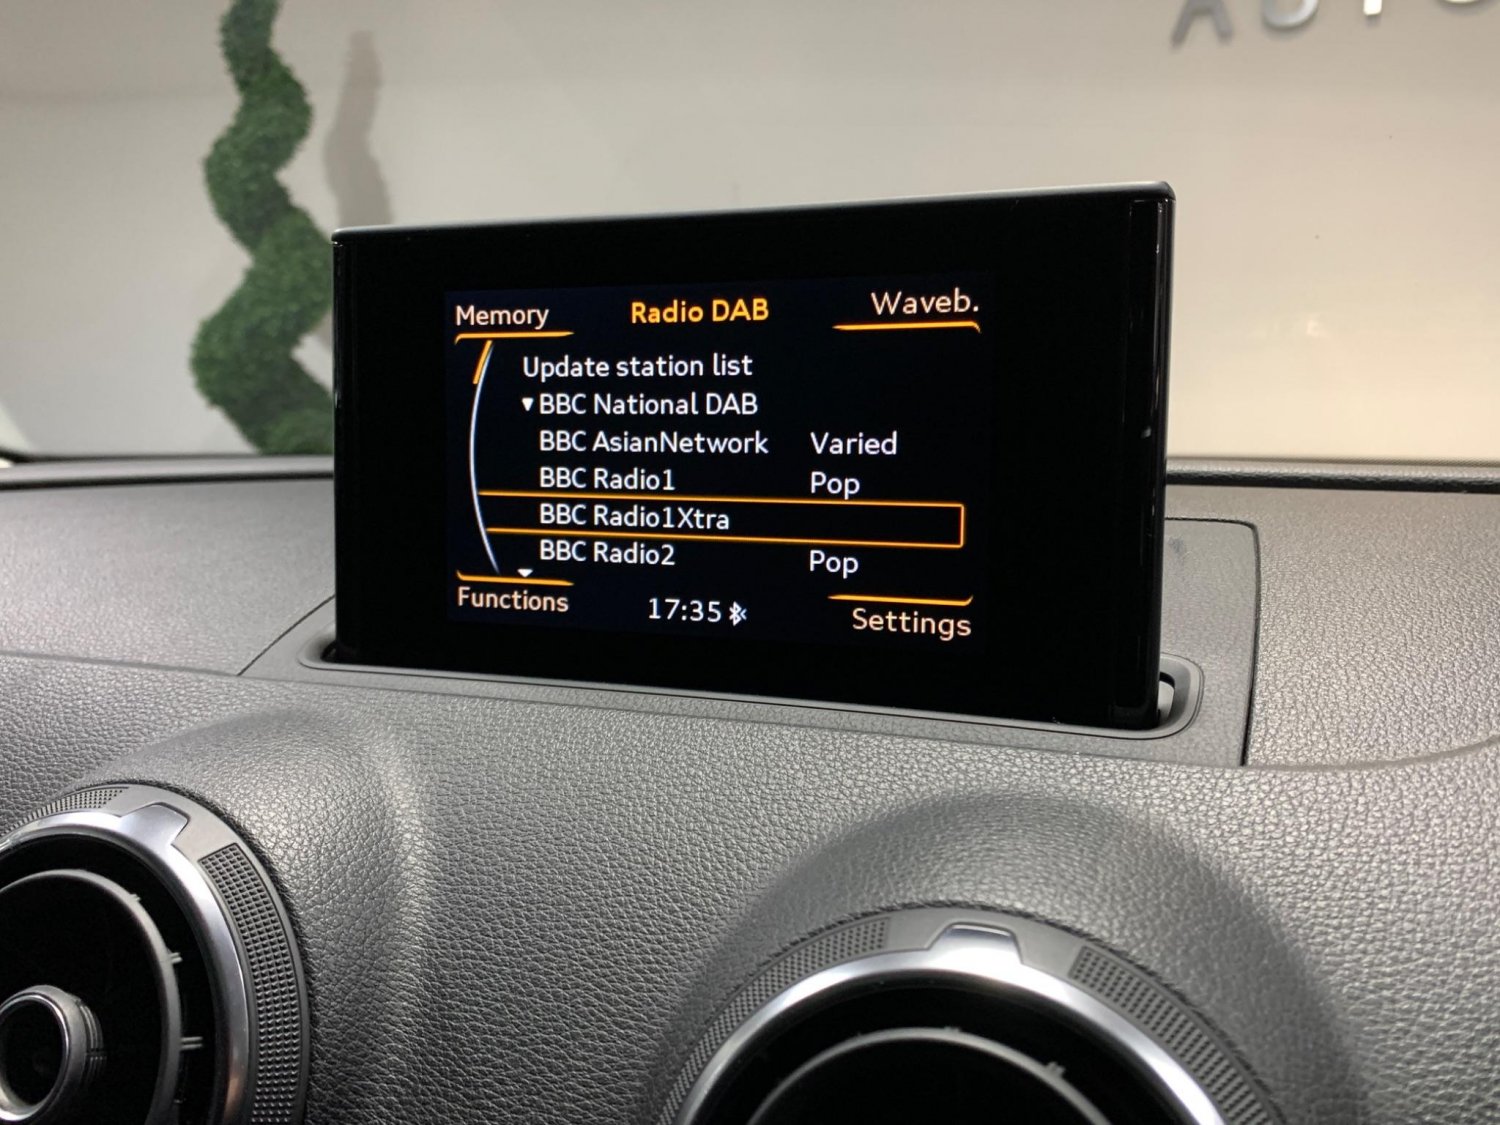 AUTO
Memory Radio DAB Waveb.
Update station list
▼BBC National DAB
BBC AsianNetwork Varied
BBC Radio1 Pop
BBC Radio1Xtra
BBC Radio2 Pop
Functions 17:35 Settings